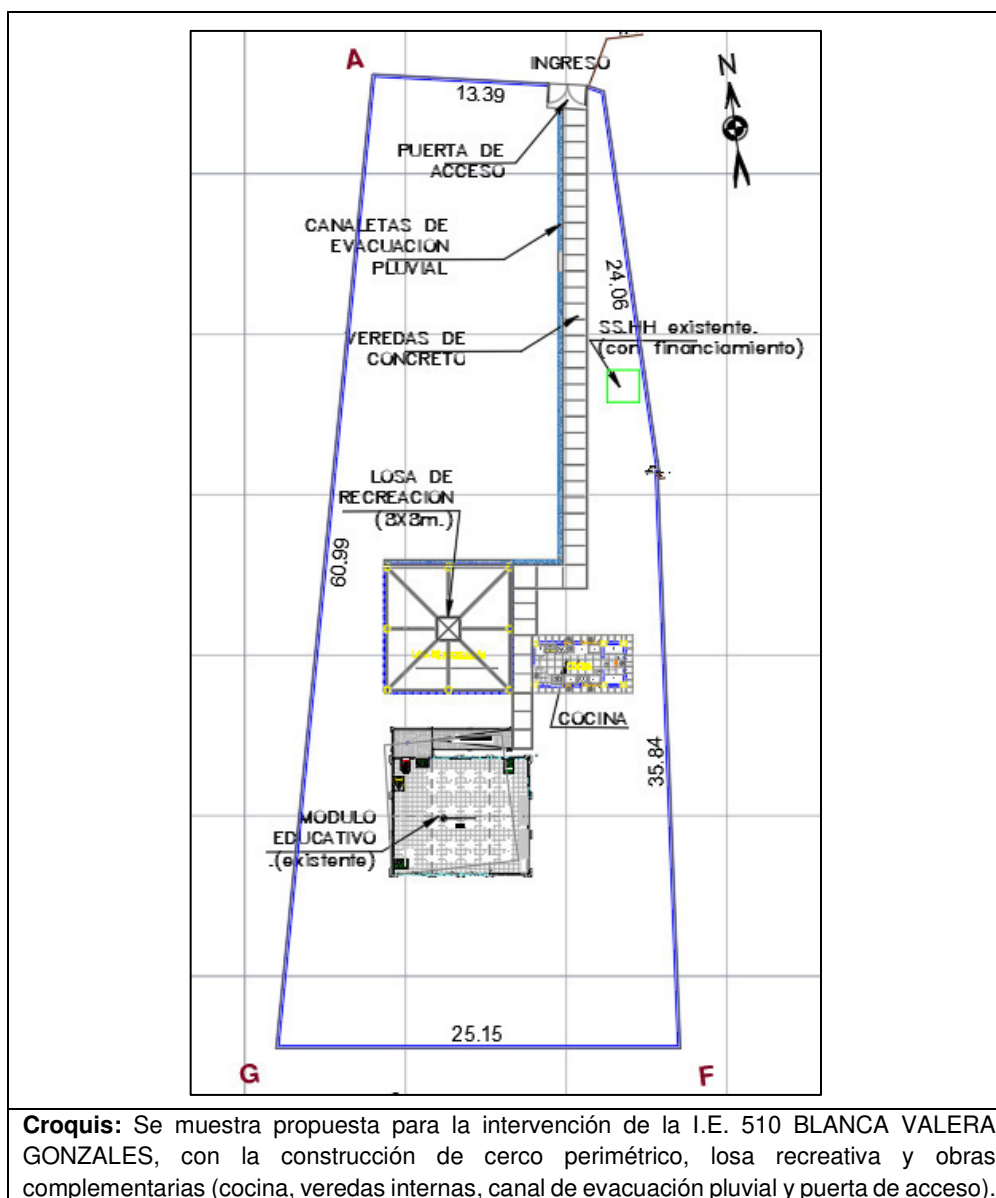 A
INGRESO
N
13.39
PUERTA DE
ACCESO
CANALETAS DE
EVACUACION
PLUVIAL
24.06
VEREDAS DE
CONCRETO
SS.HH existente.
(con financiamiento)
LOSA DE
RECREACION
(8X8m.)
60.99
COCINA
35.84
MODULO
EDUCATIVO
.(existente)
25.15
G
F
Croquis: Se muestra propuesta para la intervención de la I.E. 510 BLANCA VALERA
GONZALES, con la construcción de cerco perimétrico, losa recreativa y obras
complementarias (cocina, veredas internas, canal de evacuación pluvial y puerta de acceso).